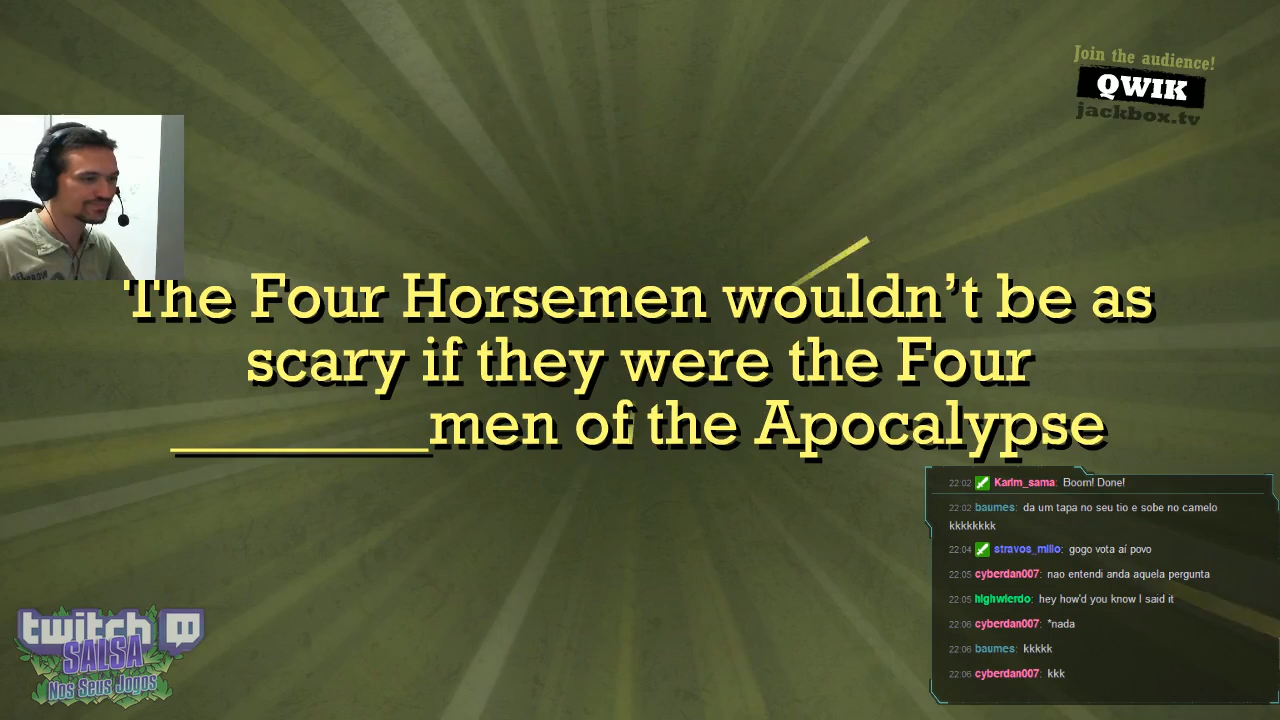 Join the audience!
QWIK
jackbox.tv
The Four Horsemen wouldn’t be as
scary if they were the Four
_________men of the Apocalypse
22:02 Karim_sama: Boom! Done!
22:02 baumes: da um tapa no seu tio e sobe no camelo
kkkkkkkk
22:04 stravos_milio: gogo vota aí povo
22:05 cyberdan007: nao entendi anda aquela pergunta
22:05 highwierdo: hey how'd you know I said it
22:06 cyberdan007: *nada
22:06 baumes: kkkkk
22:06 cyberdan007: kkk
twitch
SALSA
Nos Seus Jogos